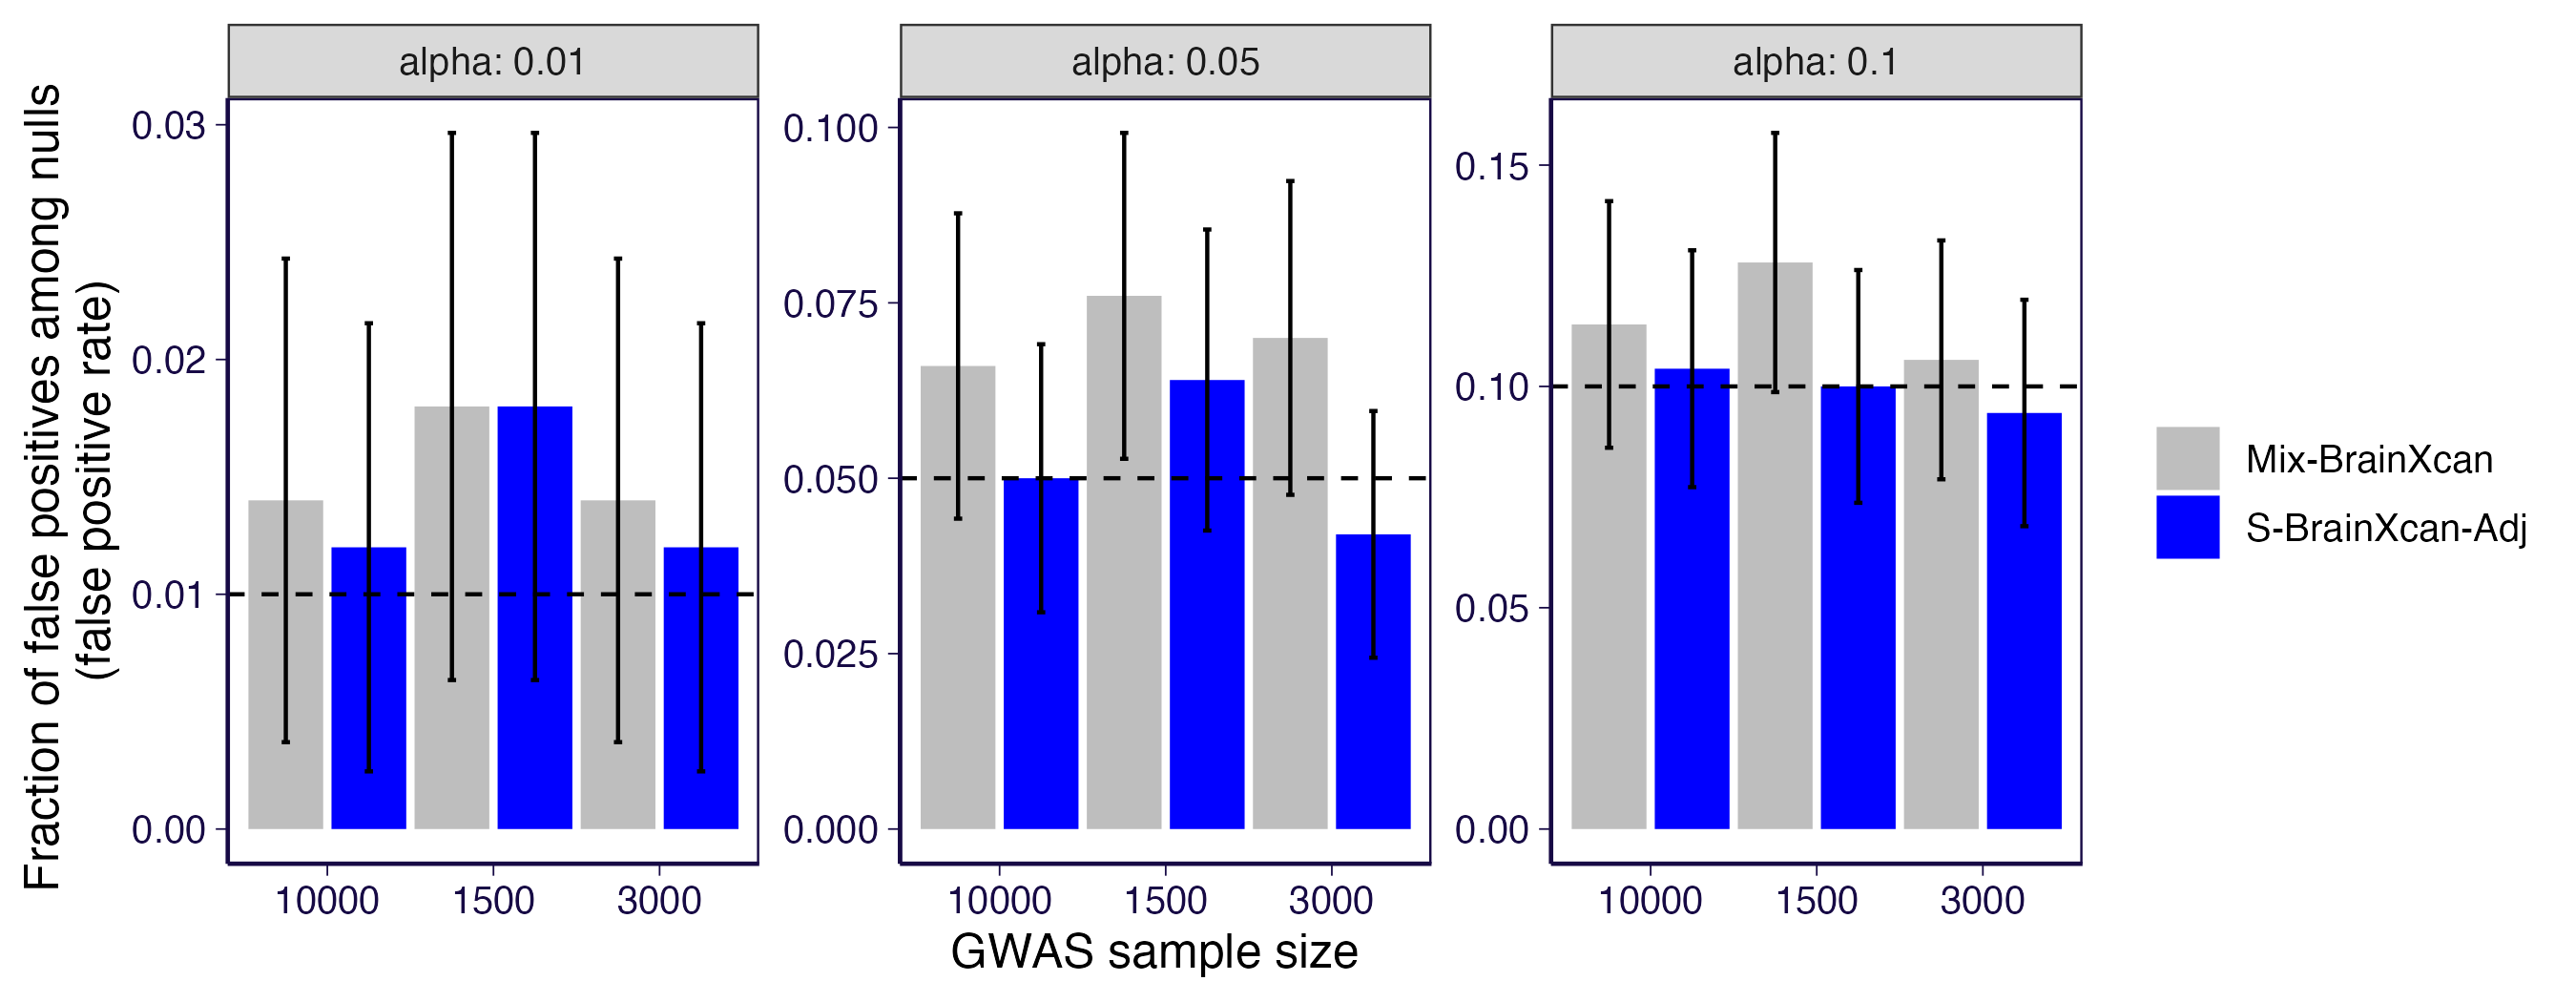 alpha: 0.01
alpha: 0.05
alpha: 0.1
Fraction of false positives among nulls
(false positive rate)
0.03
0.02
0.01
0.00
0.100
0.075
0.050
0.025
0.000
0.15
0.10
0.05
0.00
10000 1500 3000
10000 1500 3000
10000 1500 3000
GWAS sample size
Mix-BrainXcan
S-BrainXcan-Adj